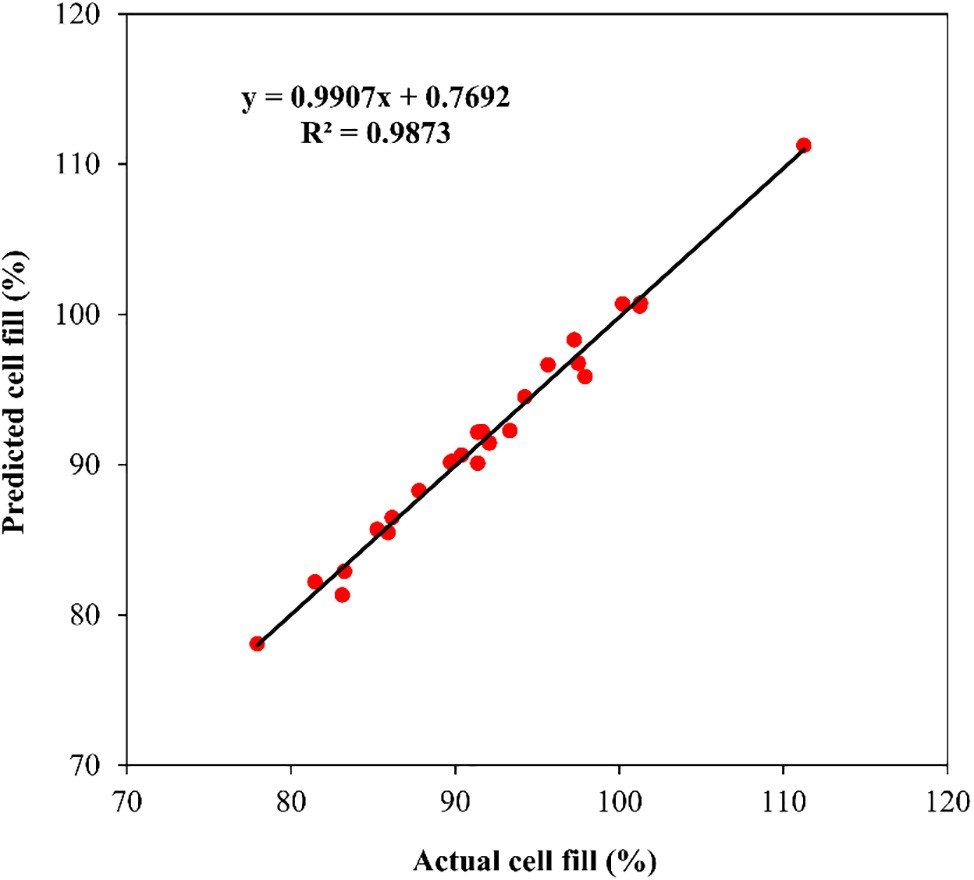 120
y = 0.9907x + 0.7692
R² = 0.9873
110
100
90
80
70
Predicted cell fill (%)
70 80 90 100 110 120
Actual cell fill (%)